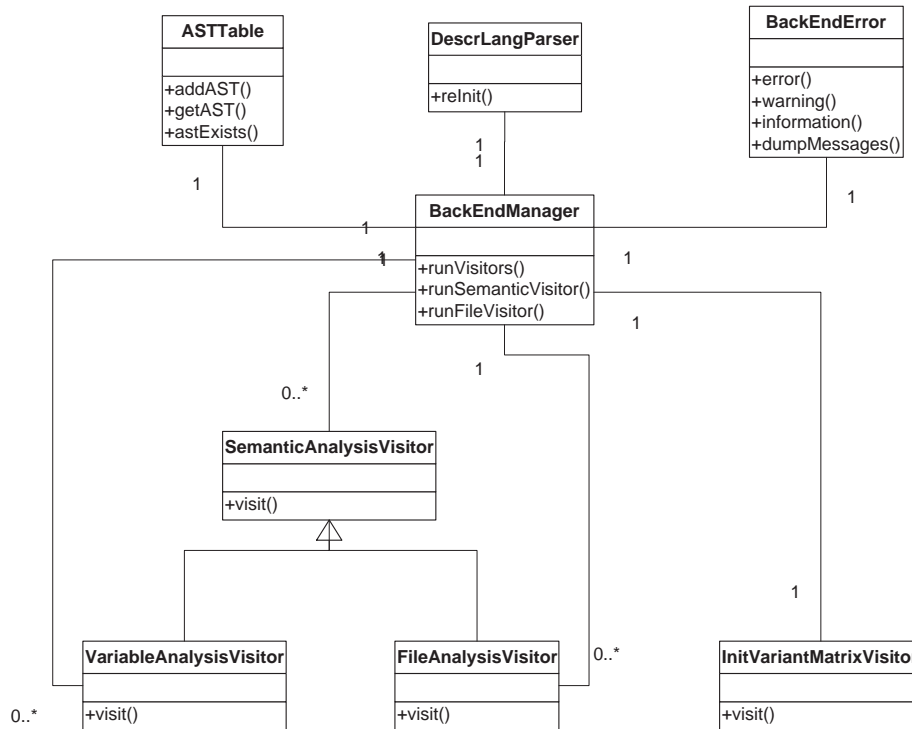 ASTTable
+addAST()
+getAST()
+astExists()
DescrLangParser
+reInit()
BackEndError
+error()
+warning()
+information()
+dumpMessages()
1
1
1
1
BackEndManager
+runVisitors()
+runSemanticVisitor()
+runFileVisitor()
1
1
1
1
1
1
0..*
SemanticAnalysisVisitor
+visit()
1
VariableAnalysisVisitor
+visit()
0..*
FileAnalysisVisitor
+visit()
0..*
InitVariantMatrixVisitor
+visit()